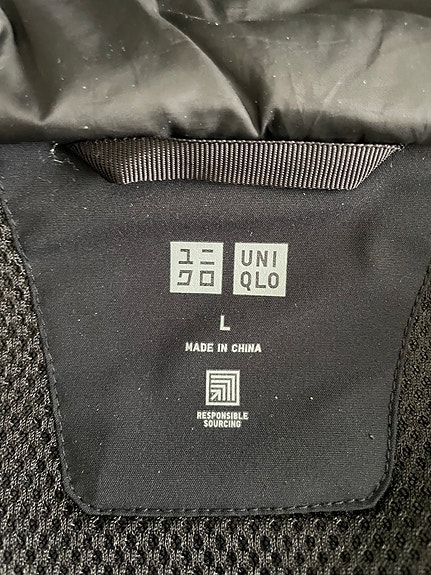 ユニ UNI
クロ QLO
L
MADE IN CHINA
RESPONSIBLE
SOURCING